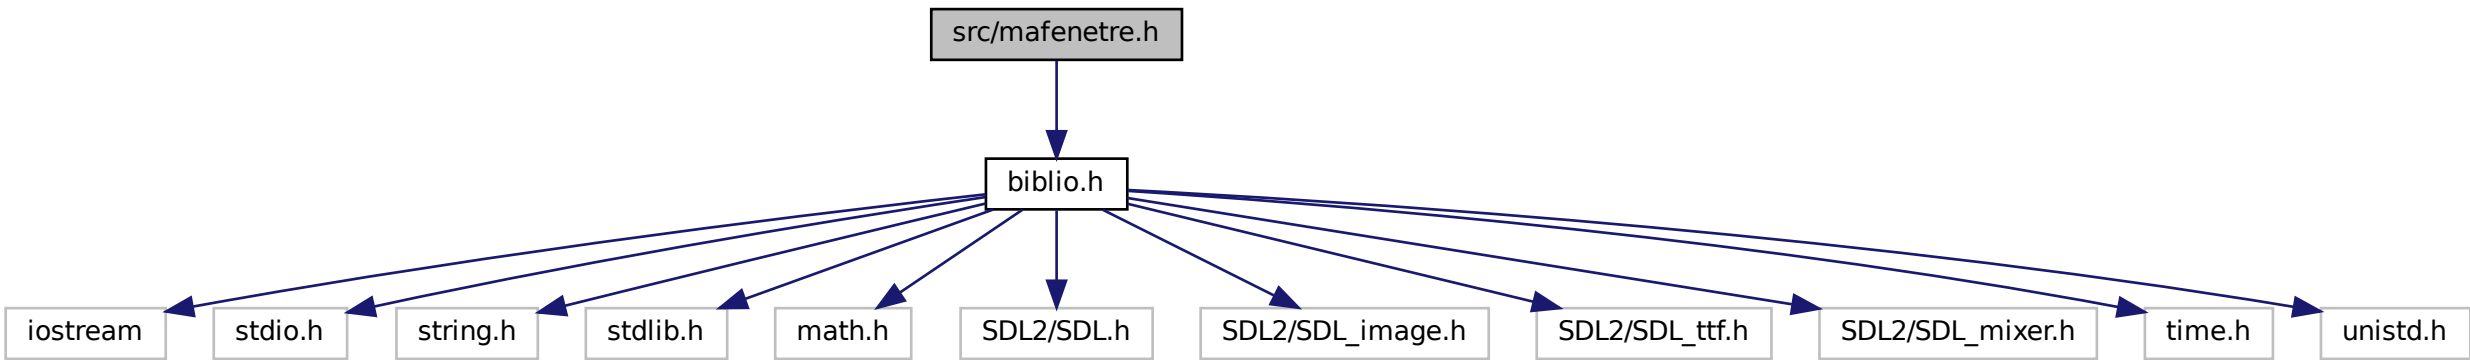 src/mafenetre.h
biblio.h
iostream
stdio.h
string.h
stdlib.h
math.h
SDL2/SDL.h
SDL2/SDL_image.h
SDL2/SDL_ttf.h
SDL2/SDL_mixer.h
time.h
unistd.h